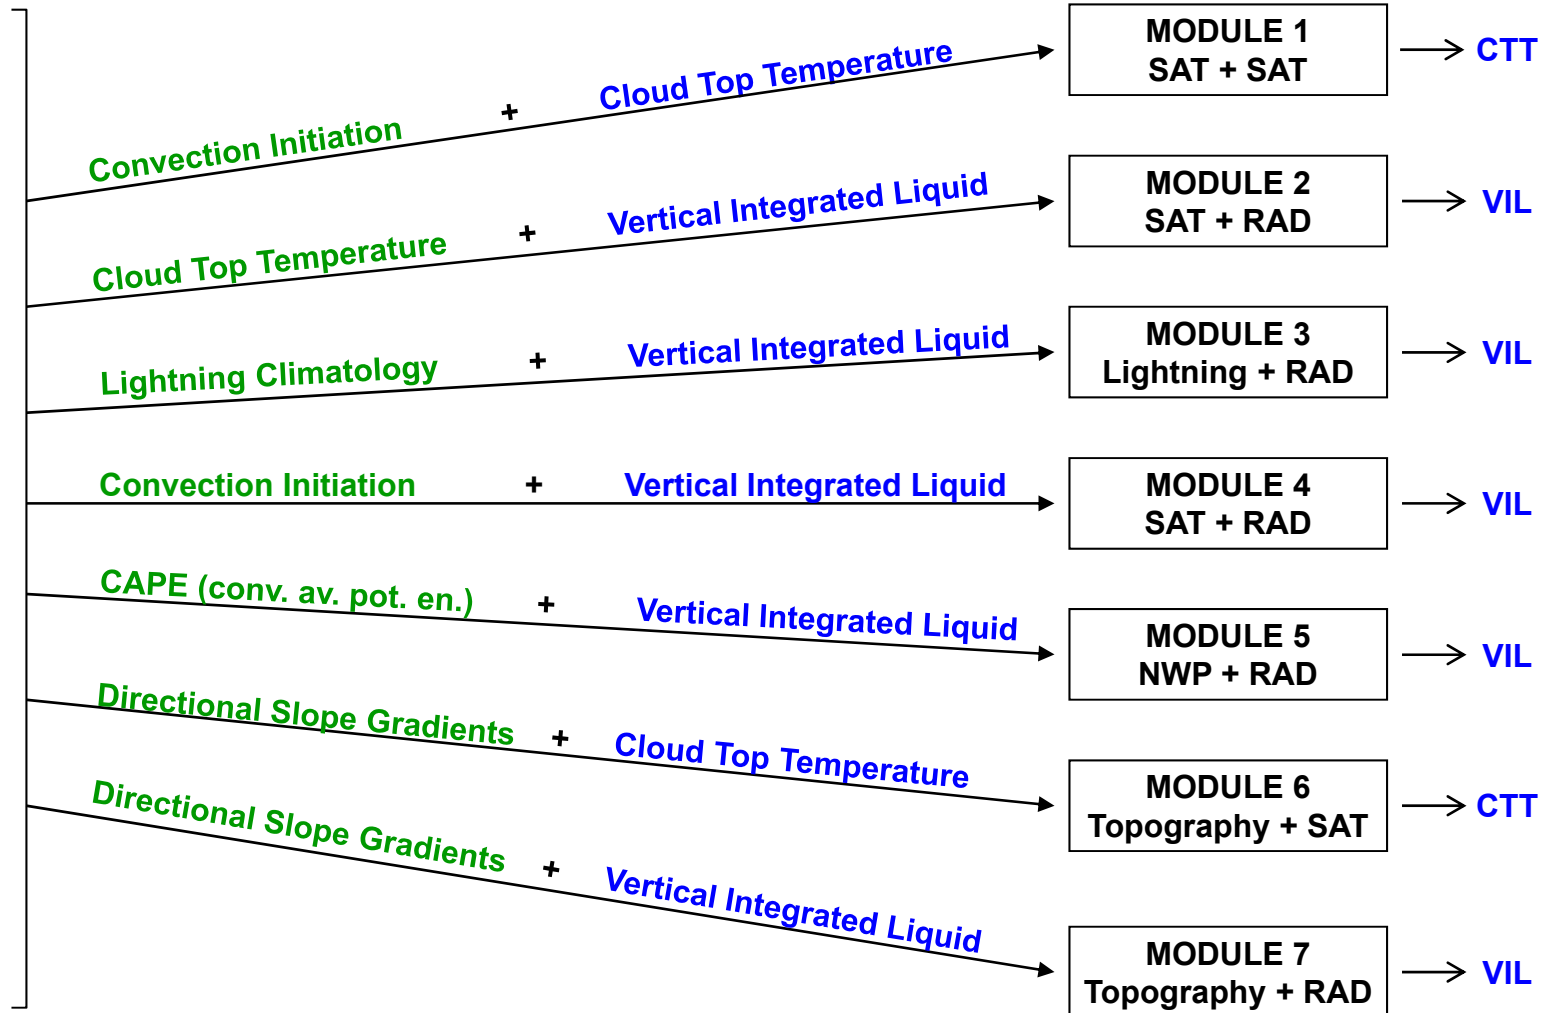 Convection Initiation + Cloud Top Temperature
MODULE 1
SAT + SAT
CTT
Cloud Top Temperature + Vertical Integrated Liquid
MODULE 2
SAT + RAD
VIL
Lightning Climatology + Vertical Integrated Liquid
MODULE 3
Lightning + RAD
VIL
Convection Initiation + Vertical Integrated Liquid
MODULE 4
SAT + RAD
VIL
CAPE (conv. av. pot. en.) + Vertical Integrated Liquid
MODULE 5
NWP + RAD
VIL
Directional Slope Gradients + Cloud Top Temperature
MODULE 6
Topography + SAT
CTT
Directional Slope Gradients + Vertical Integrated Liquid
MODULE 7
Topography + RAD
VIL